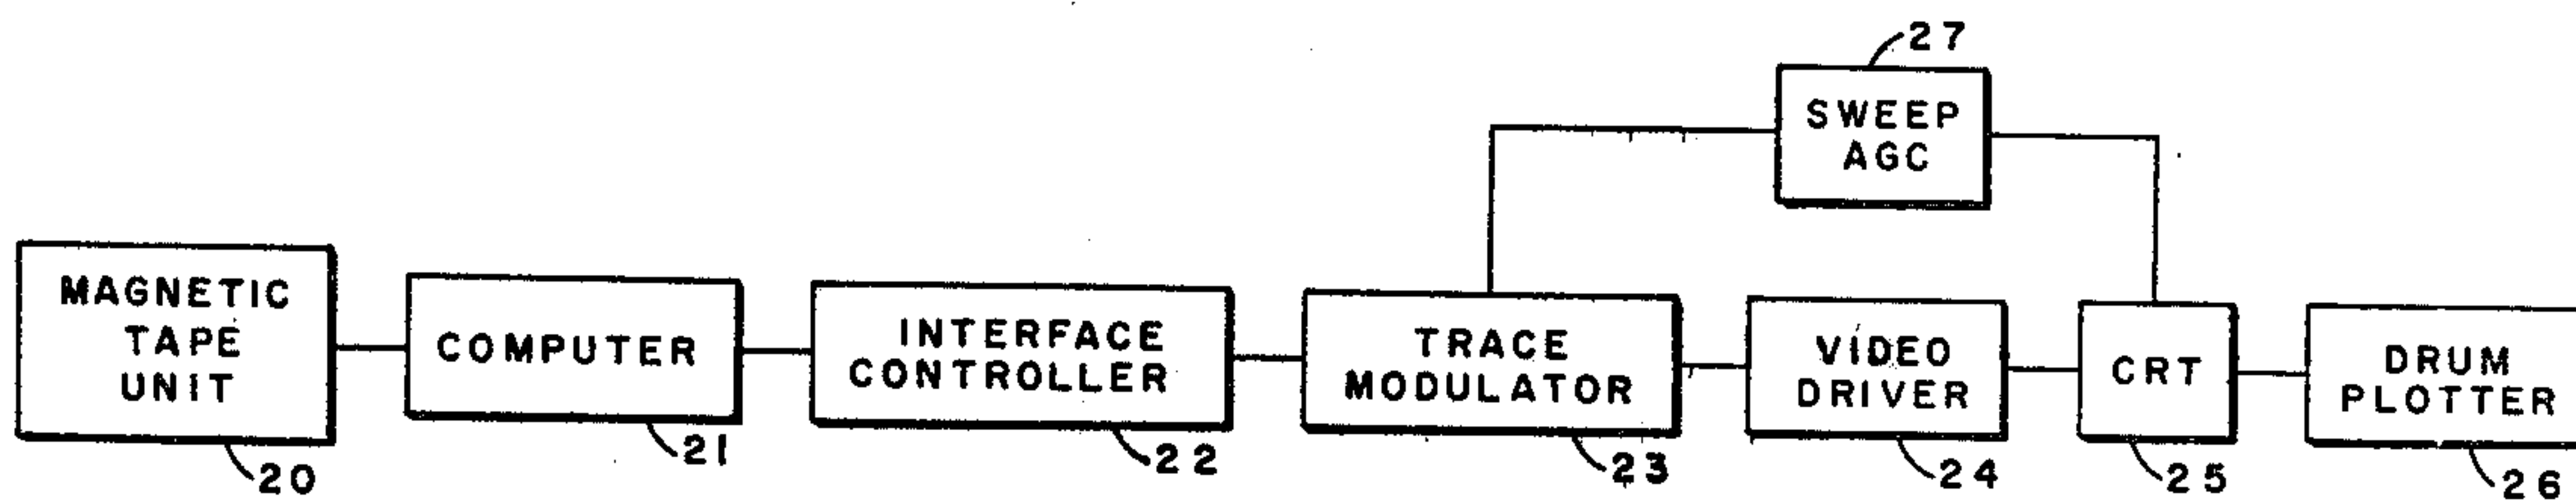 27
SWEEP
AGC
MAGNETIC
TAPE
UNIT
20
COMPUTER
21
INTERFACE
CONTROLLER
22
TRACE
MODULATOR
23
VIDEO
DRIVER
24
CRT
25
DRUM
PLOTTER
26